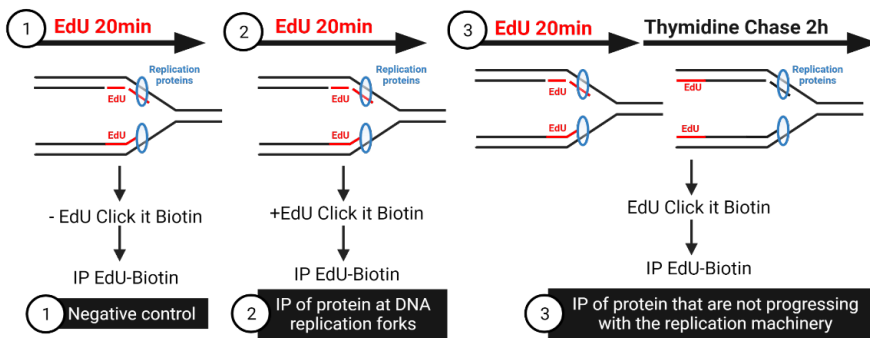 1
EdU 20min
Replication
proteins
EdU
EdU
- EdU Click it Biotin
IP EdU-Biotin
1
Negative control
2
EdU 20min
Replication
proteins
EdU
EdU
+EdU Click it Biotin
IP EdU-Biotin
2
IP of protein at DNA
replication forks
3
EdU 20min
Thymidine Chase 2h
EdU
EdU
Replication
proteins
EdU
EdU
EdU Click it Biotin
IP EdU-Biotin
3
IP of protein that are not progressing
with the replication machinery